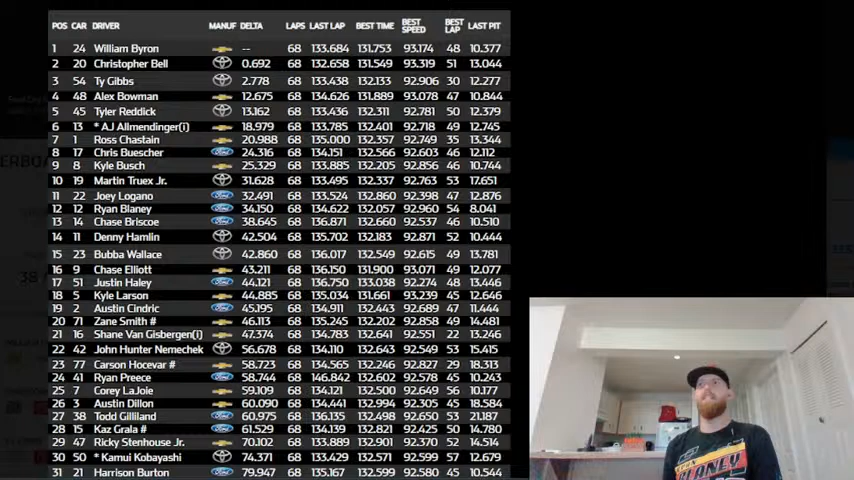 POS CAR DRIVER MANUF DELTA LAPS LAST LAP BEST TIME BEST SPEED BEST LAP LAST PIT
1 24 William Byron -- 68 133.684 131.753 93.174 48 10.377
2 20 Christopher Bell 0.692 68 132.658 131.549 93.319 51 13.044
3 54 Ty Gibbs 2.778 68 133.438 132.133 92.906 30 12.277
4 48 Alex Bowman 12.675 68 134.626 131.889 93.078 47 10.844
5 45 Tyler Reddick 13.162 68 133.436 132.311 92.781 50 12.379
6 13 * AJ Allmendinger(i) 18.979 68 133.785 132.401 92.718 49 12.745
7 1 Ross Chastain 20.988 68 135.000 132.357 92.749 35 13.344
8 17 Chris Buescher Ford 24.316 68 134.151 132.566 92.603 46 12.112
9 8 Kyle Busch 25.329 68 133.885 132.205 92.856 46 10.744
10 19 Martin Truex Jr. 31.628 68 133.495 132.337 92.763 53 17.651
11 22 Joey Logano Ford 32.491 68 133.524 132.860 92.398 47 12.876
12 12 Ryan Blaney Ford 34.150 68 134.622 132.057 92.960 54 8.041
13 14 Chase Briscoe Ford 38.645 68 136.871 132.660 92.537 46 10.510
14 11 Denny Hamlin 42.504 68 135.702 132.183 92.871 52 10.444
15 23 Bubba Wallace 42.860 68 136.017 132.549 92.615 49 13.781
16 9 Chase Elliott 43.211 68 136.150 131.900 93.071 49 12.077
17 51 Justin Haley Ford 44.121 68 136.750 133.038 92.274 48 13.446
18 5 Kyle Larson 44.885 68 135.034 131.661 93.239 45 12.646
19 2 Austin Cindric Ford 45.195 68 134.911 132.443 92.689 47 11.444
20 71 Zane Smith # 46.113 68 135.245 132.202 92.858 49 14.481
21 16 Shane Van Gisbergen(i) 47.374 68 134.783 132.641 92.551 22 13.246
22 42 John Hunter Nemechek 56.678 68 134.110 132.643 92.549 53 15.415
23 77 Carson Hocevar # 58.723 68 134.565 132.246 92.827 29 18.313
24 41 Ryan Preece Ford 58.744 68 146.842 132.602 92.578 45 10.243
25 7 Corey LaJoie 59.109 68 134.121 132.500 92.649 56 10.177
26 3 Austin Dillon 60.090 68 134.441 132.994 92.305 45 18.584
27 38 Todd Gilliland Ford 60.975 68 136.135 132.498 92.650 53 21.187
28 15 Kaz Grala # Ford 61.529 68 134.139 132.821 92.425 50 14.780
29 47 Ricky Stenhouse Jr. 70.102 68 133.889 132.901 92.370 52 14.514
30 50 * Kamui Kobayashi 74.371 68 133.429 132.571 92.599 57 12.679
31 21 Harrison Burton Ford 79.947 68 135.167 132.599 92.580 45 10.544
BLANEY